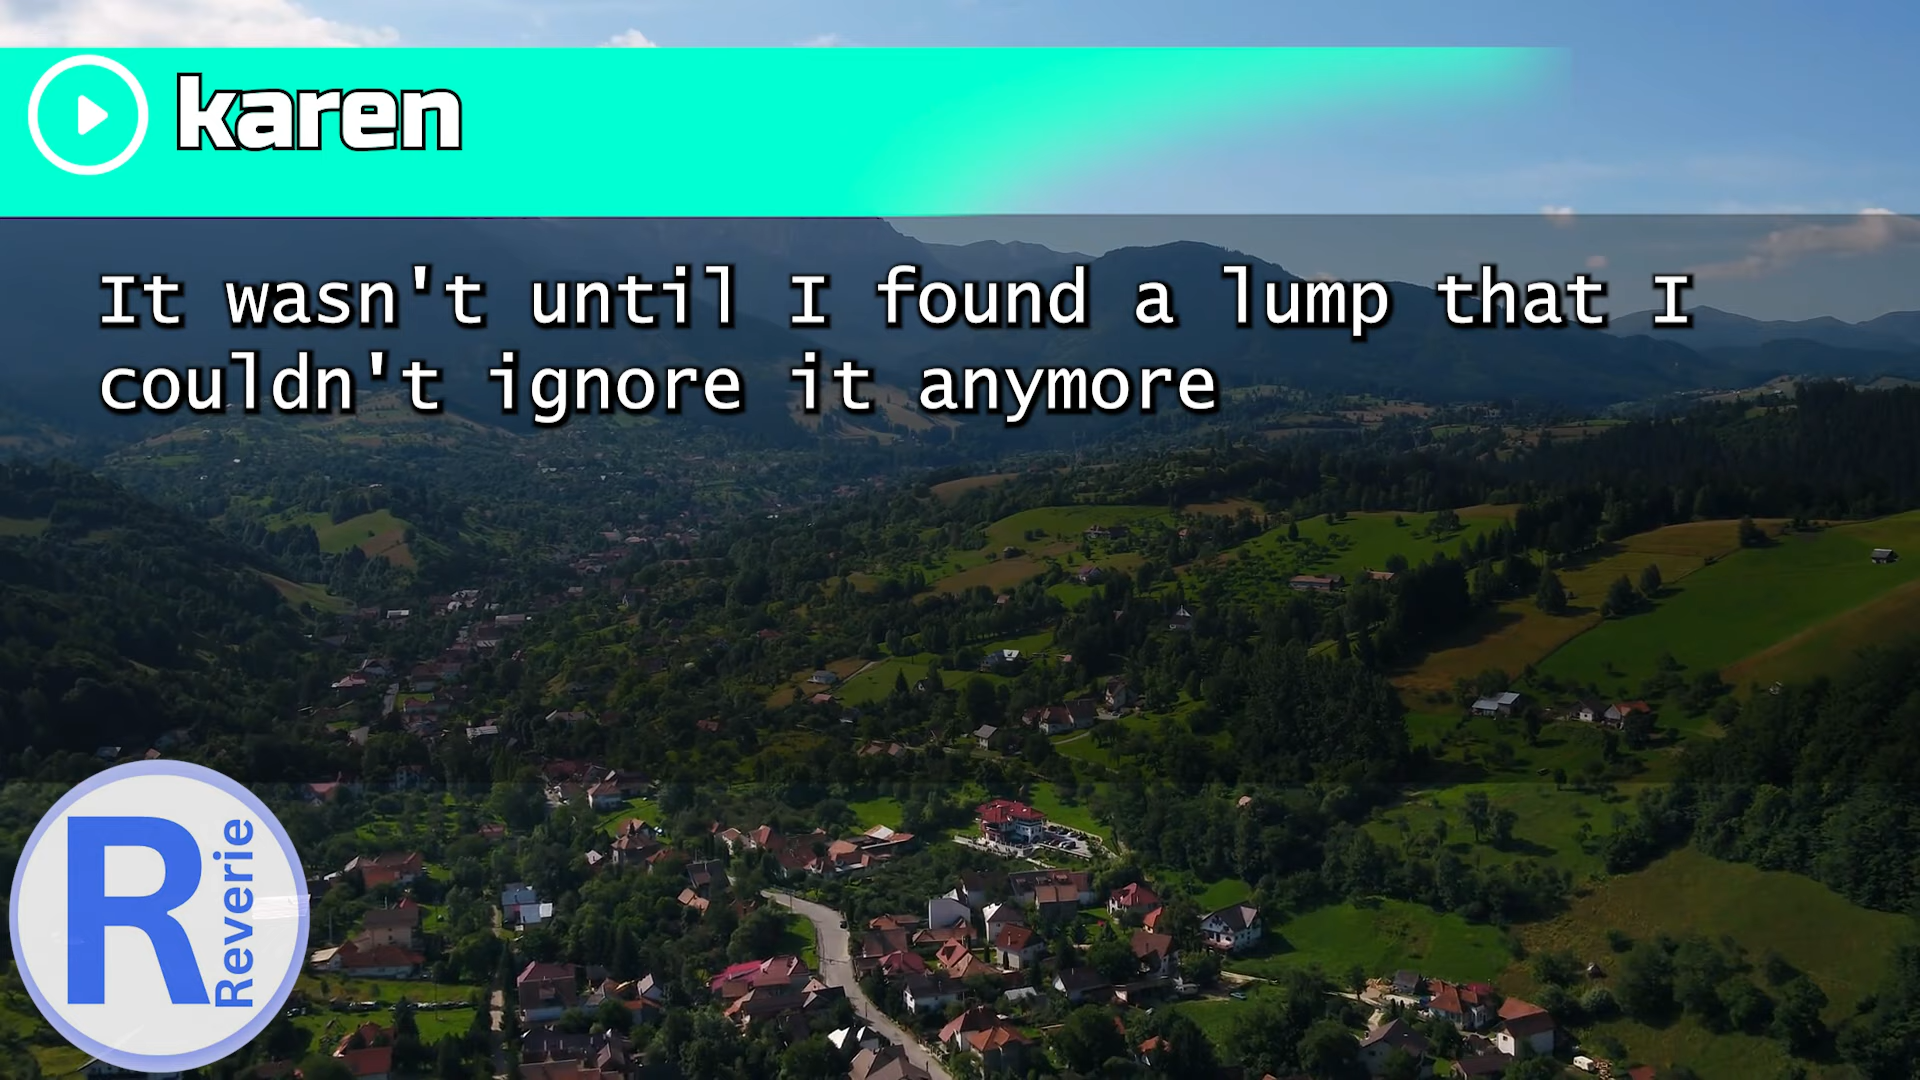 karen
It wasn't until I found a lump that I
couldn't ignore it anymore
R
Reverie